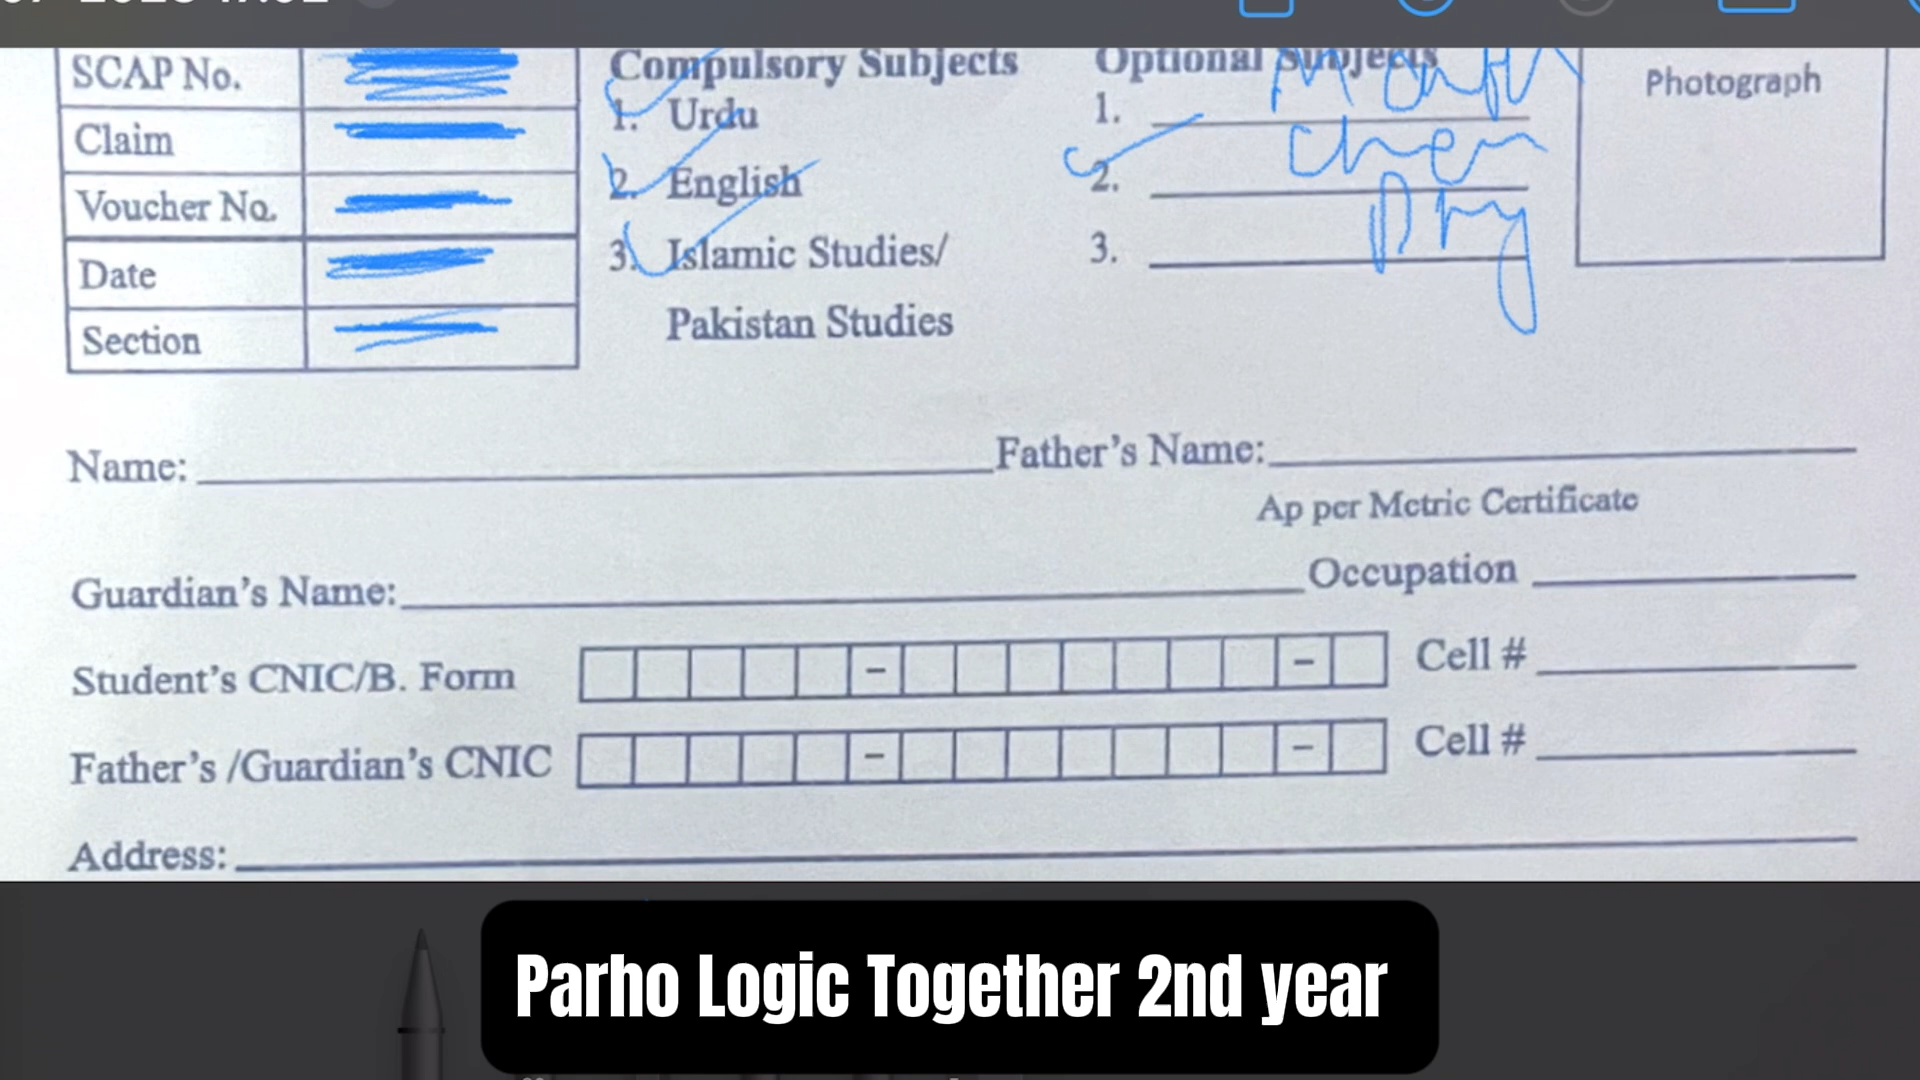 SCAP No.
Claim
Voucher No.
Date
Section
Compulsory Subjects
1. Urdu
2. English
3. Islamic Studies/
Pakistan Studies
Optional Subjects
1. Math
2. Chem
3. Phy
Photograph
Name: Father's Name:
Ap per Metric Certificate
Guardian's Name: Occupation
Student's CNIC/B. Form - - Cell #
Father's /Guardian's CNIC - - Cell #
Address:
Parho Logic Together 2nd year